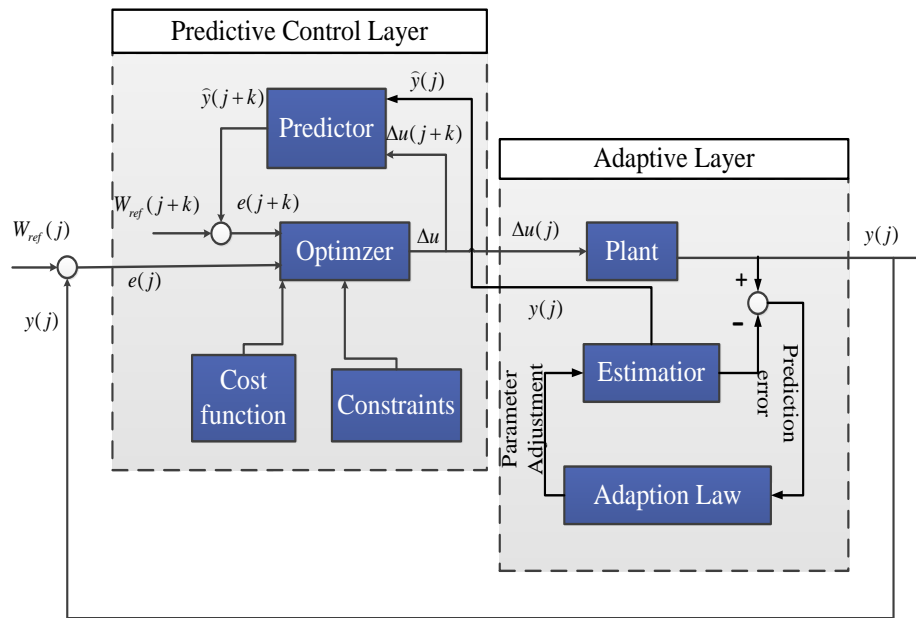 Predictive Control Layer
ŷ(j)
ŷ(j+k)
Predictor
Δu(j+k)
Adaptive Layer
W_ref(j+k)
e(j+k)
W_ref(j)
Optimzer
Δu
Δu(j)
Plant
y(j)
e(j)
y(j)
y(j)
+
-
Cost
function
Constraints
Estimatior
Parameter
Adjustment
Prediction
error
Adaption Law